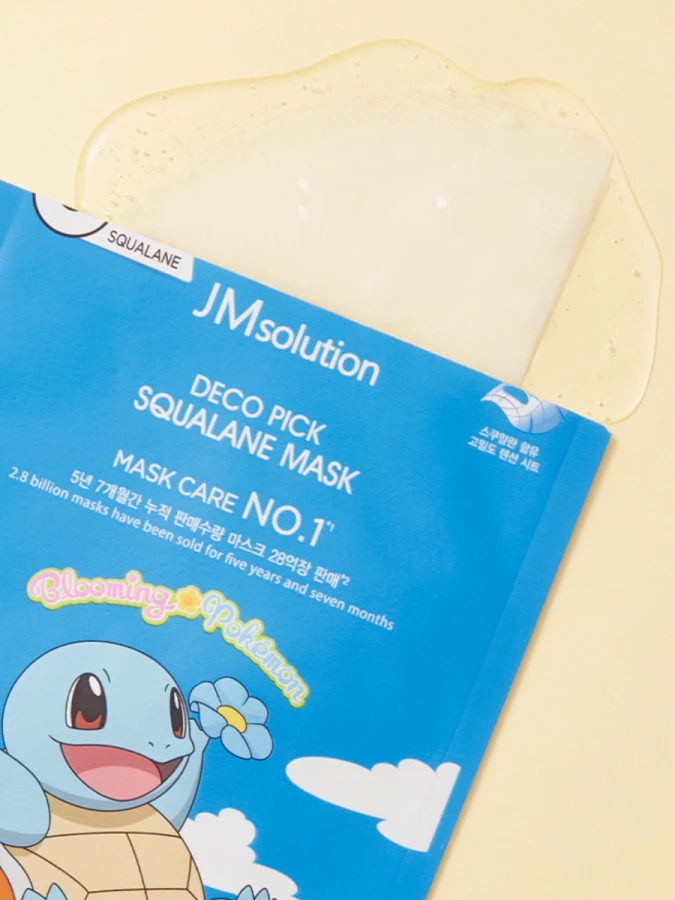 SQUALANE
JMsolution
DECO PICK
SQUALANE MASK
스쿠알란 함유
고밀도 텐션 시트
MASK CARE NO.1*¹
5년 7개월간 누적 판매수량 마스크 28억장 판매*²
2.8 billion masks have been sold for five years and seven months
Blooming Pokémon